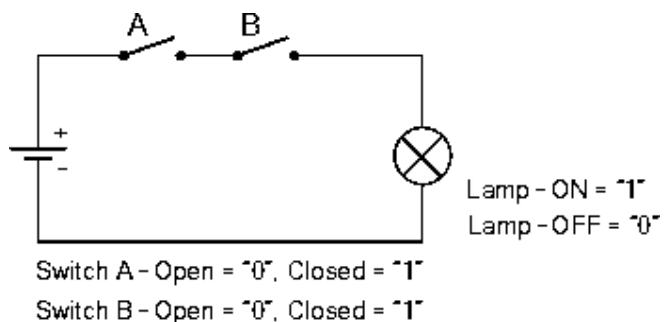 A B
+
-
Lamp-ON = "1"
Lamp-OFF = "0"
Switch A-Open = "0", Closed = "1"
Switch B-Open = "0", Closed = "1"